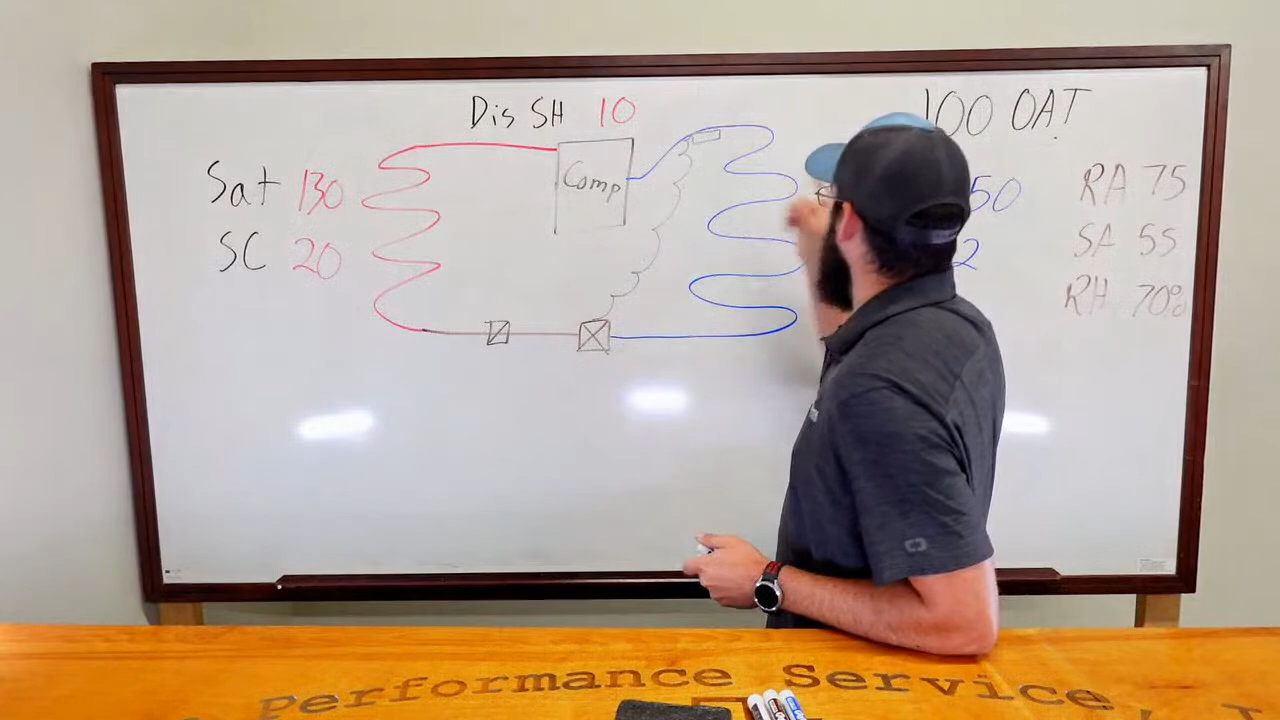 Dis SH 10
100 OAT
Sat 130
50
RA 75
SC 20
2
SA 55
RH 70%
Comp
Performance Service, I